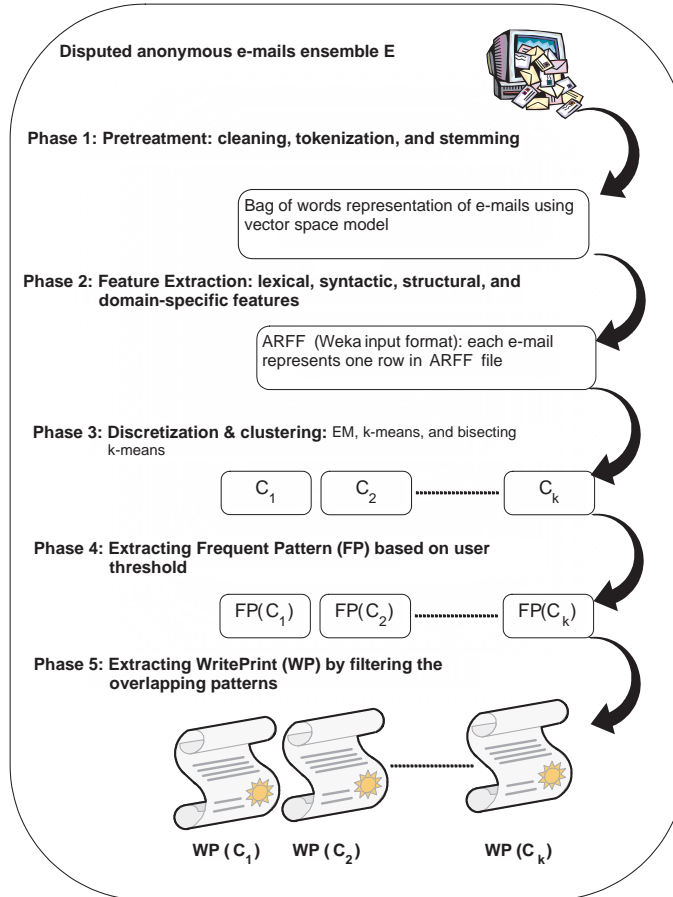 Disputed anonymous e-mails ensemble E
Phase 1: Pretreatment: cleaning, tokenization, and stemming
Bag of words representation of e-mails using
vector space model
Phase 2: Feature Extraction: lexical, syntactic, structural, and
domain-specific features
ARFF (Weka input format): each e-mail
represents one row in ARFF file
Phase 3: Discretization & clustering: EM, k-means, and bisecting
k-means
C1 C2 Ck
Phase 4: Extracting Frequent Pattern (FP) based on user
threshold
FP(C1) FP(C2) FP(Ck)
Phase 5: Extracting WritePrint (WP) by filtering the
overlapping patterns
WP (C1) WP (C2) WP (Ck)